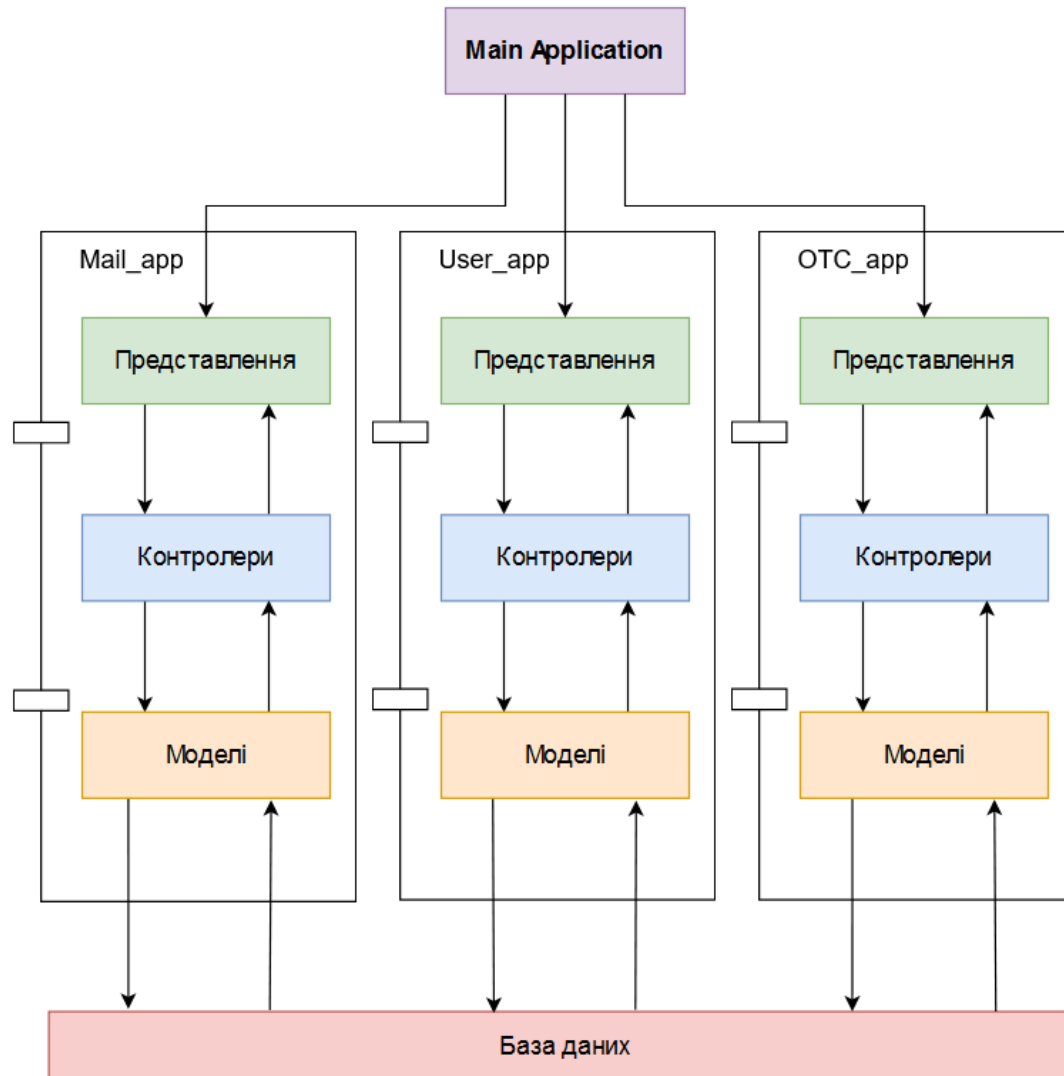 Main Application
Mail_app
User_app
OTC_app
Представлення
Представлення
Представлення
Контролери
Контролери
Контролери
Моделі
Моделі
Моделі
База даних